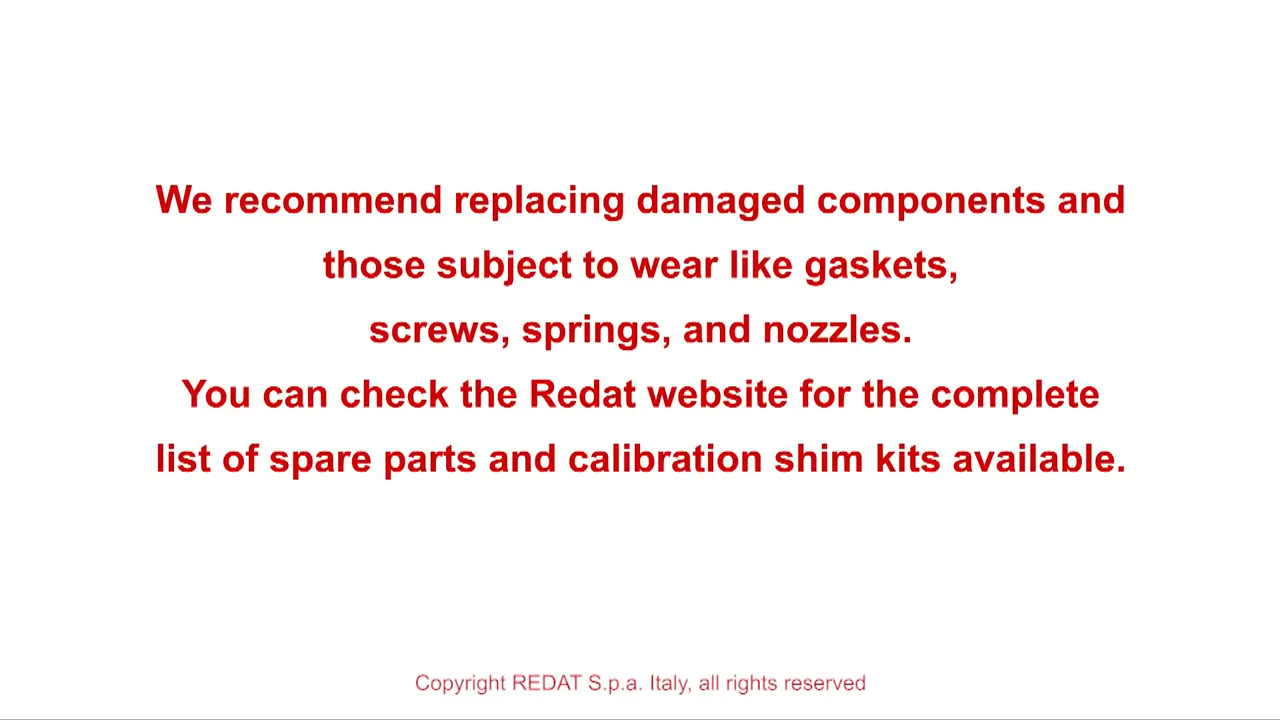 We recommend replacing damaged components and
those subject to wear like gaskets,
screws, springs, and nozzles.
You can check the Redat website for the complete
list of spare parts and calibration shim kits available.
Copyright REDAT S.p.a. Italy, all rights reserved